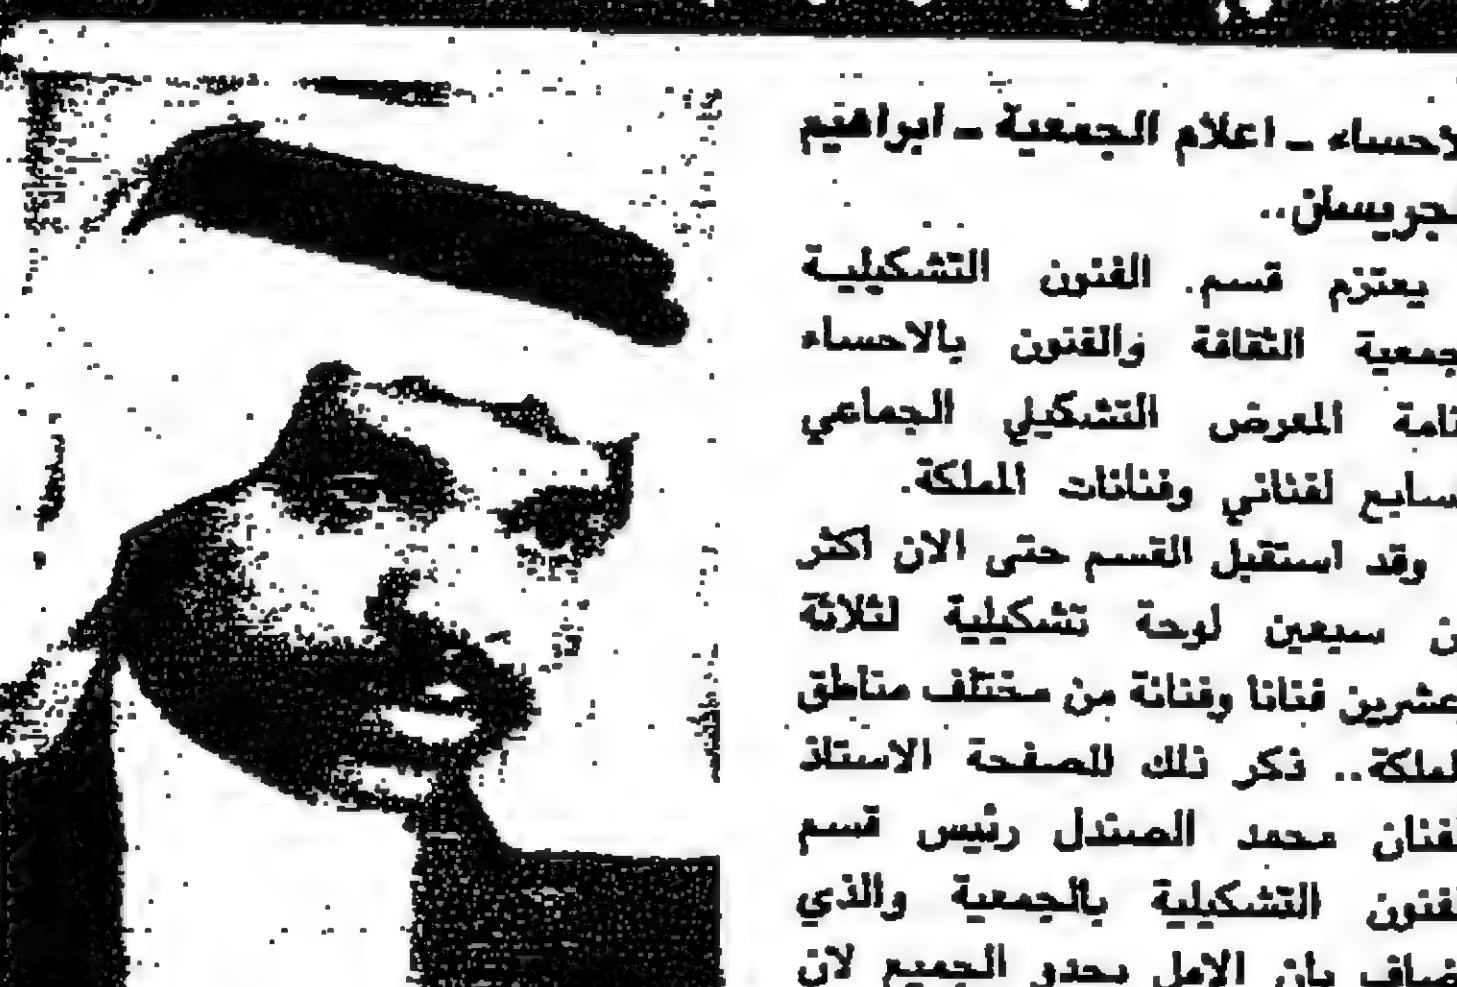 لاحساء ـ اعلام الجمعية ـ ابراهيم
لجريسان..
يعتزم قسم. الفنون التشكيلية
جمعية الثقافة والفنون بالاحساء
قامة المعرض التشكيلي الجماعي
سابع لفناني وفنانات المملكة.
وقد استقبل القسم حتى الان اكثر
ن سبعين لوحة تشكيلية لثلاثة
عشرين فنانا وفنانة من مختلف مناطق
لملكة.. ذكر ذلك للصفحة الاستاذ
لفنان محمد الصندل رئيس قسم
لفنون التشكيلية بالجمعية والذي
ضاف بان الامل يحدو الجميع لان